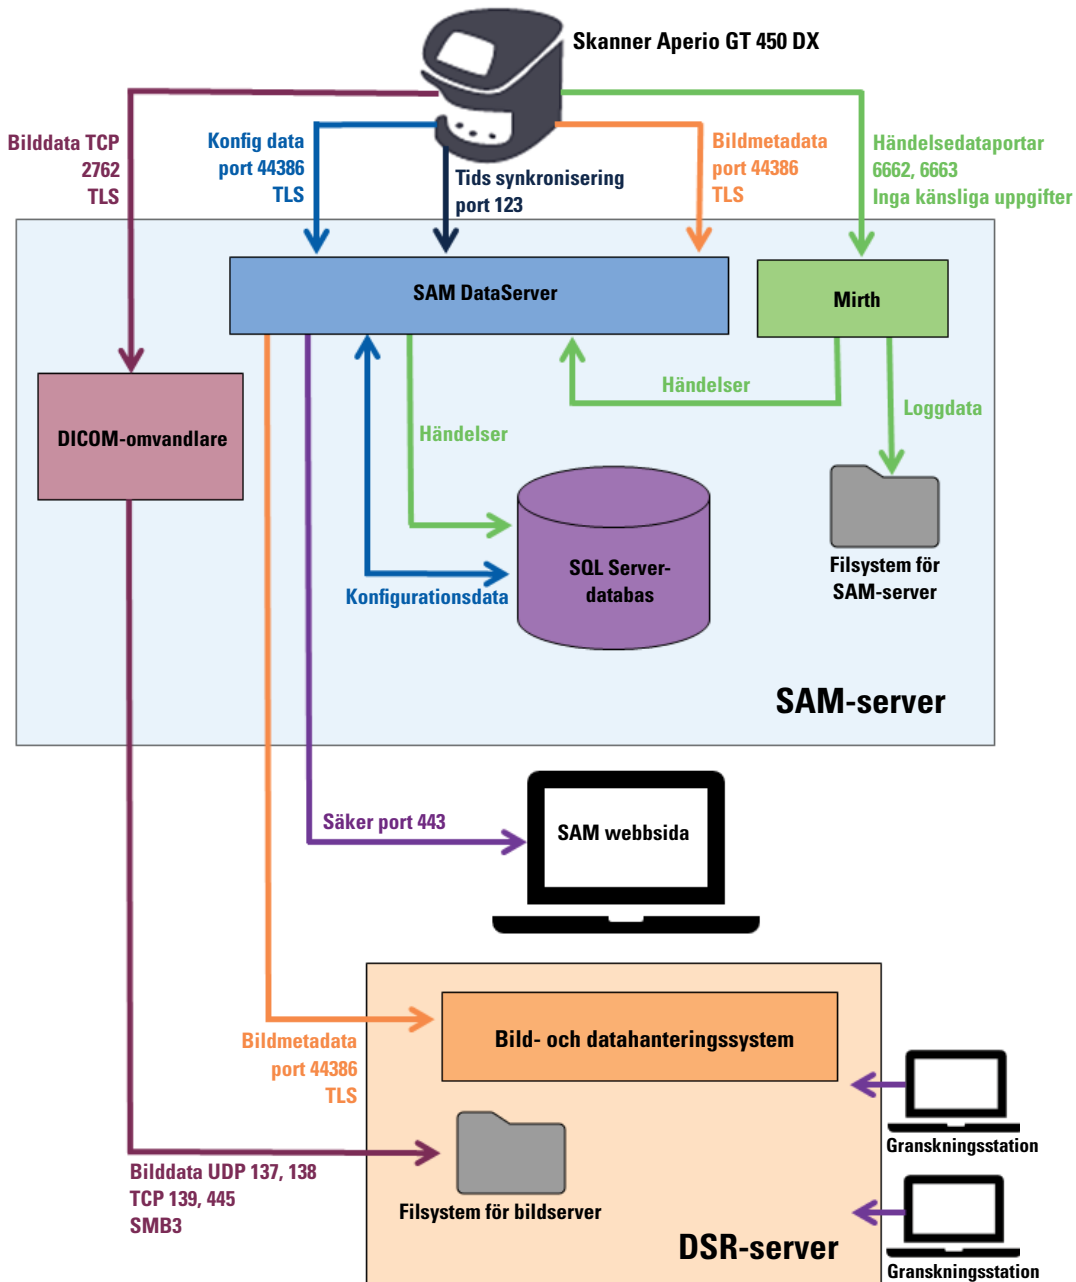 Skanner Aperio GT 450 DX
Bilddata TCP
2762
TLS
Konfig data
port 44386
TLS
Tids synkronisering
port 123
Bildmetadata
port 44386
TLS
Händelsedataportar
6662, 6663
Inga känsliga uppgifter
SAM DataServer
Mirth
DICOM-omvandlare
Händelser
Händelser
Loggdata
SQL Server-
databas
Konfigurationsdata
Filsystem för
SAM-server
SAM-server
Säker port 443
SAM webbsida
Bildmetadata
port 44386
TLS
Bild- och datahanteringssystem
Granskningsstation
Bilddata UDP 137, 138
TCP 139, 445
SMB3
Filsystem för bildserver
DSR-server
Granskningsstation